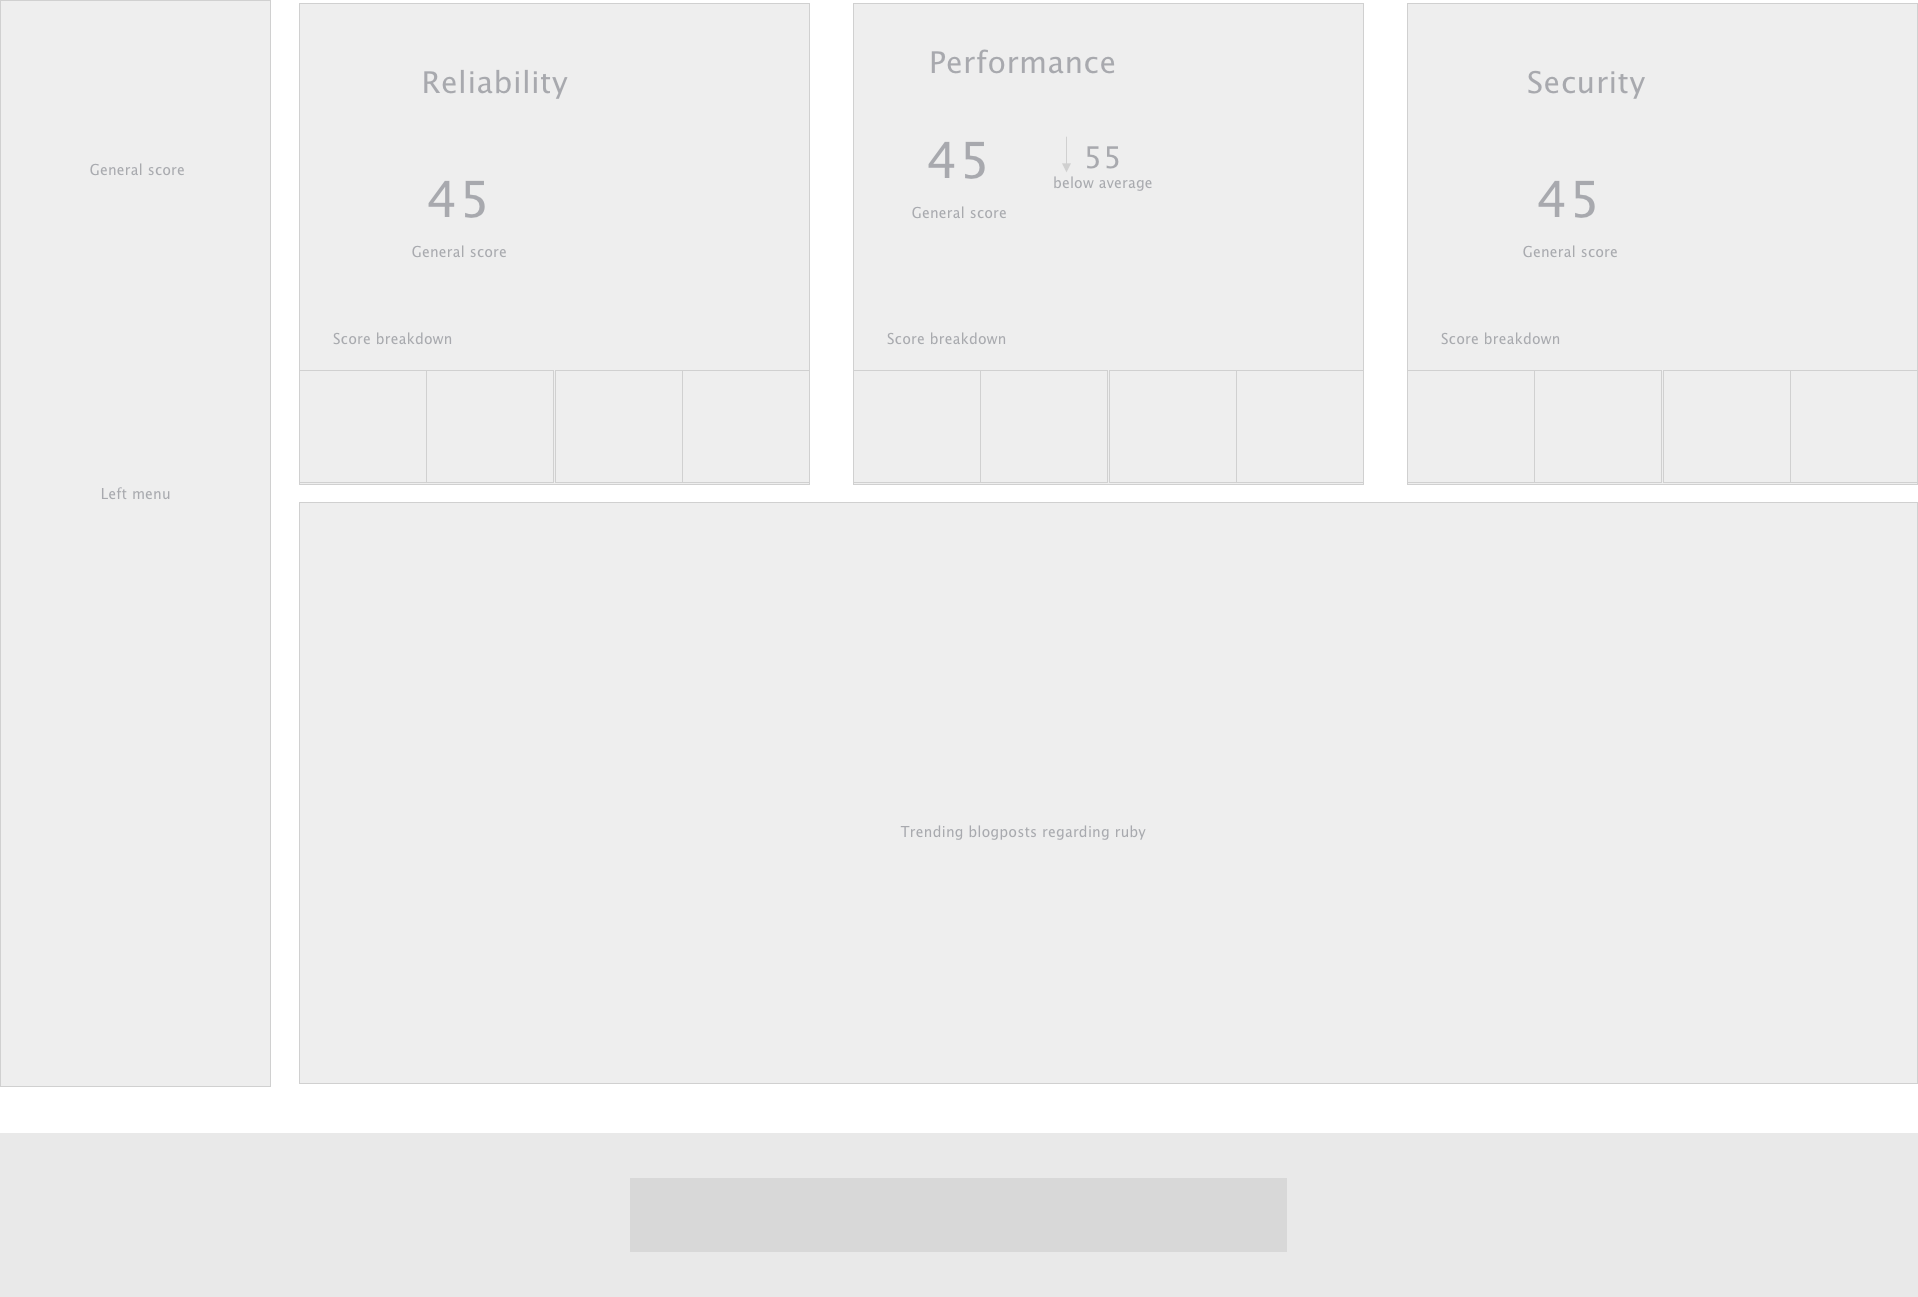 General score
Left menu
Reliability
45
General score
Score breakdown
Performance
45
55
below average
General score
Score breakdown
Security
45
General score
Score breakdown
Trending blogposts regarding ruby